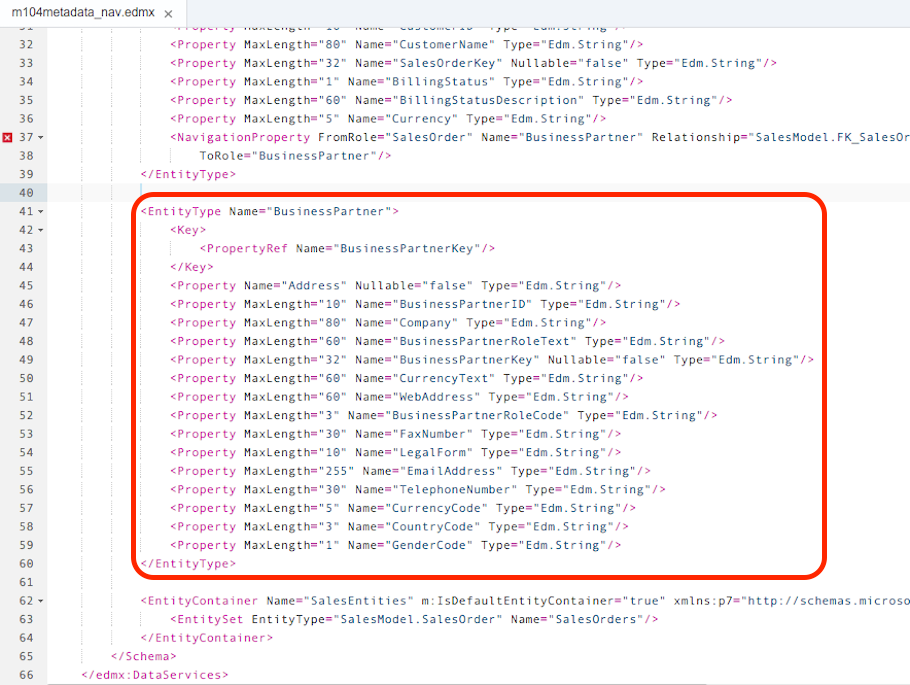 m104metadata_nav.edmx ×
32 <Property MaxLength="80" Name="CustomerName" Type="Edm.String"/>
33 <Property MaxLength="32" Name="SalesOrderKey" Nullable="false" Type="Edm.String"/>
34 <Property MaxLength="1" Name="BillingStatus" Type="Edm.String"/>
35 <Property MaxLength="60" Name="BillingStatusDescription" Type="Edm.String"/>
36 <Property MaxLength="5" Name="Currency" Type="Edm.String"/>
37 <NavigationProperty FromRole="SalesOrder" Name="BusinessPartner" Relationship="SalesModel.FK_SalesOr
38 ToRole="BusinessPartner"/>
39 </EntityType>
40
41 <EntityType Name="BusinessPartner">
42 <Key>
43 <PropertyRef Name="BusinessPartnerKey"/>
44 </Key>
45 <Property Name="Address" Nullable="false" Type="Edm.String"/>
46 <Property MaxLength="10" Name="BusinessPartnerID" Type="Edm.String"/>
47 <Property MaxLength="80" Name="Company" Type="Edm.String"/>
48 <Property MaxLength="60" Name="BusinessPartnerRoleText" Type="Edm.String"/>
49 <Property MaxLength="32" Name="BusinessPartnerKey" Nullable="false" Type="Edm.String"/>
50 <Property MaxLength="60" Name="CurrencyText" Type="Edm.String"/>
51 <Property MaxLength="60" Name="WebAddress" Type="Edm.String"/>
52 <Property MaxLength="3" Name="BusinessPartnerRoleCode" Type="Edm.String"/>
53 <Property MaxLength="30" Name="FaxNumber" Type="Edm.String"/>
54 <Property MaxLength="10" Name="LegalForm" Type="Edm.String"/>
55 <Property MaxLength="255" Name="EmailAddress" Type="Edm.String"/>
56 <Property MaxLength="30" Name="TelephoneNumber" Type="Edm.String"/>
57 <Property MaxLength="5" Name="CurrencyCode" Type="Edm.String"/>
58 <Property MaxLength="3" Name="CountryCode" Type="Edm.String"/>
59 <Property MaxLength="1" Name="GenderCode" Type="Edm.String"/>
60 </EntityType>
61
62 <EntityContainer Name="SalesEntities" m:IsDefaultEntityContainer="true" xmlns:p7="http://schemas.microso
63 <EntitySet EntityType="SalesModel.SalesOrder" Name="SalesOrders"/>
64 </EntityContainer>
65 </Schema>
66 </edmx:DataServices>